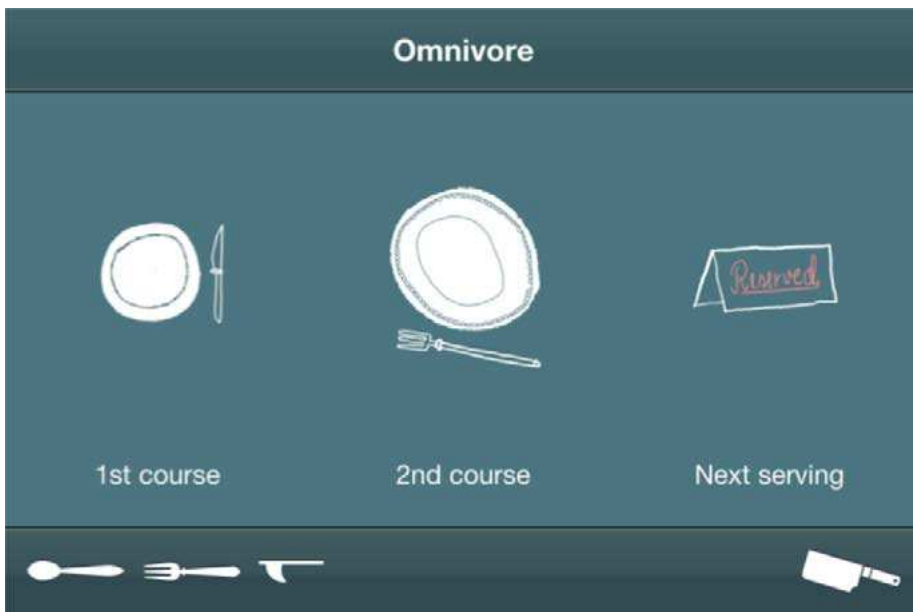 Omnivore
Reserved
1st course
2nd course
Next serving